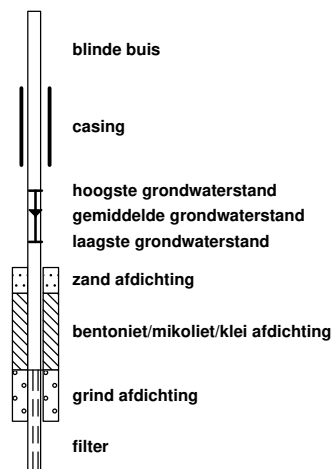 blinde buis
casing
hoogste grondwaterstand
gemiddelde grondwaterstand
laagste grondwaterstand
zand afdichting
bentoniet/mikoliet/klei afdichting
grind afdichting
filter